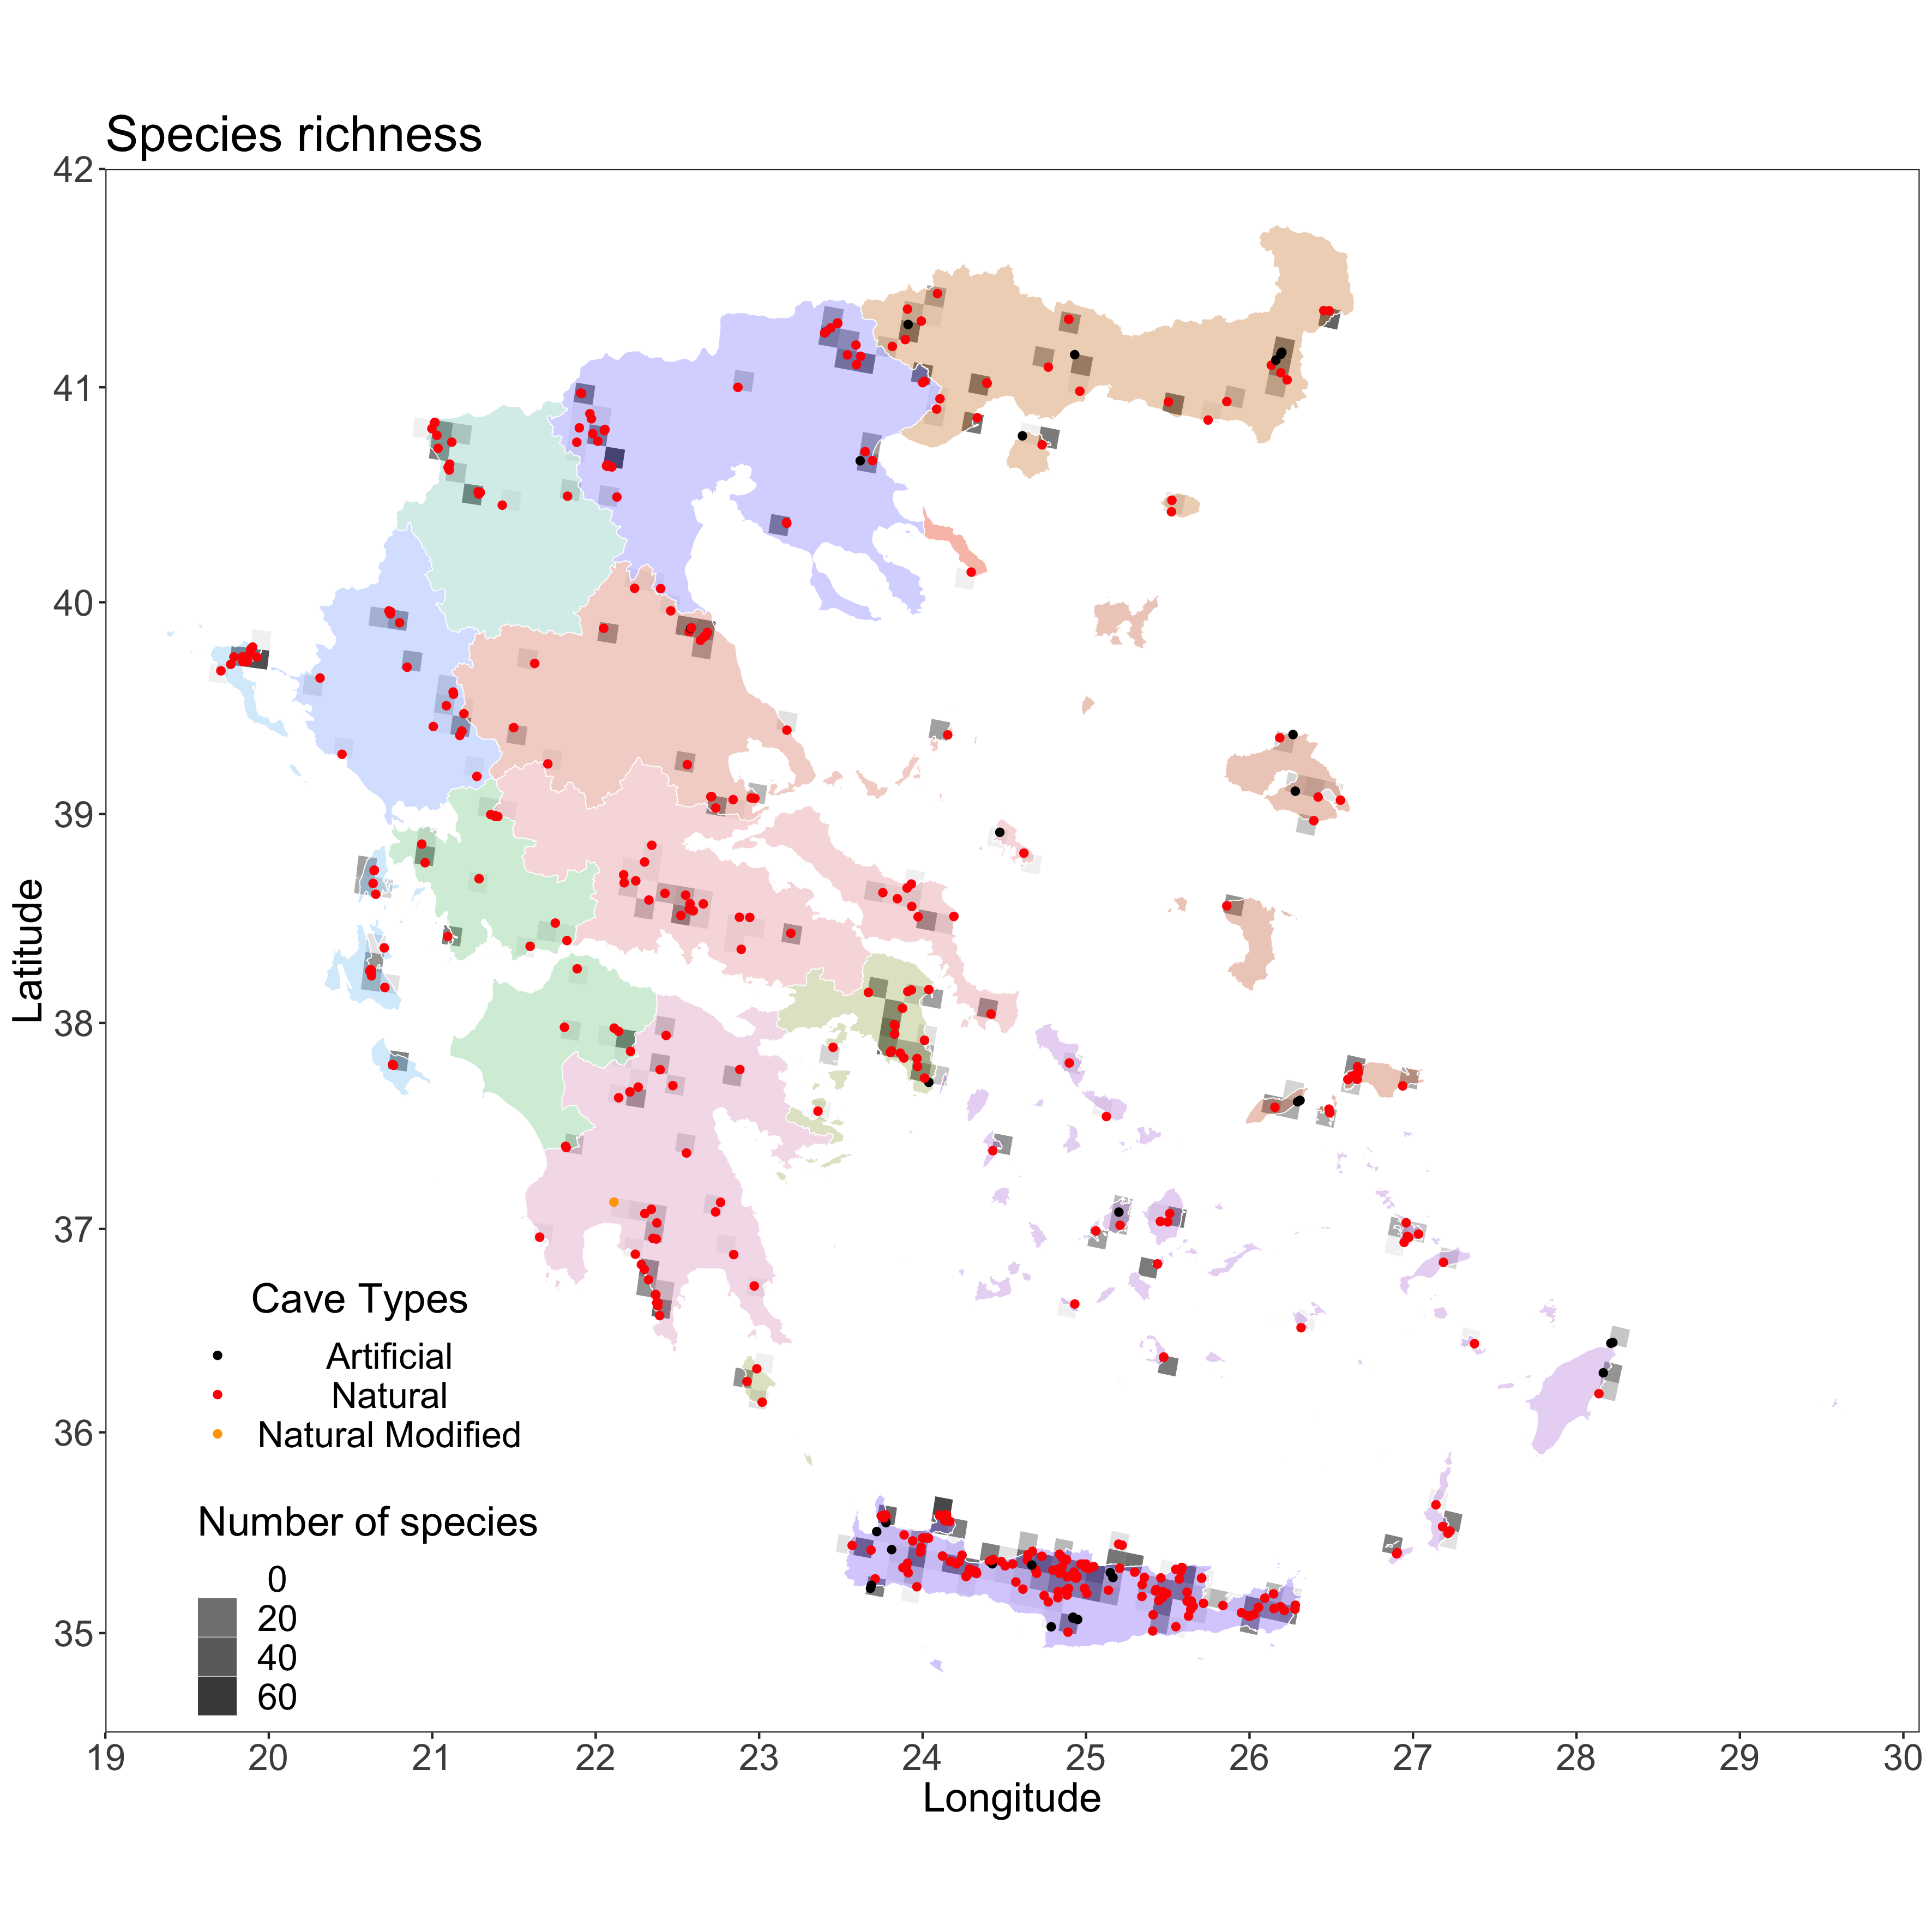 Species richness
42
41
40
39
38
37
36
35
Latitude
Cave Types
Artificial
Natural
Natural Modified
Number of species
0
20
40
60
19 20 21 22 23 24 25 26 27 28 29 30
Longitude